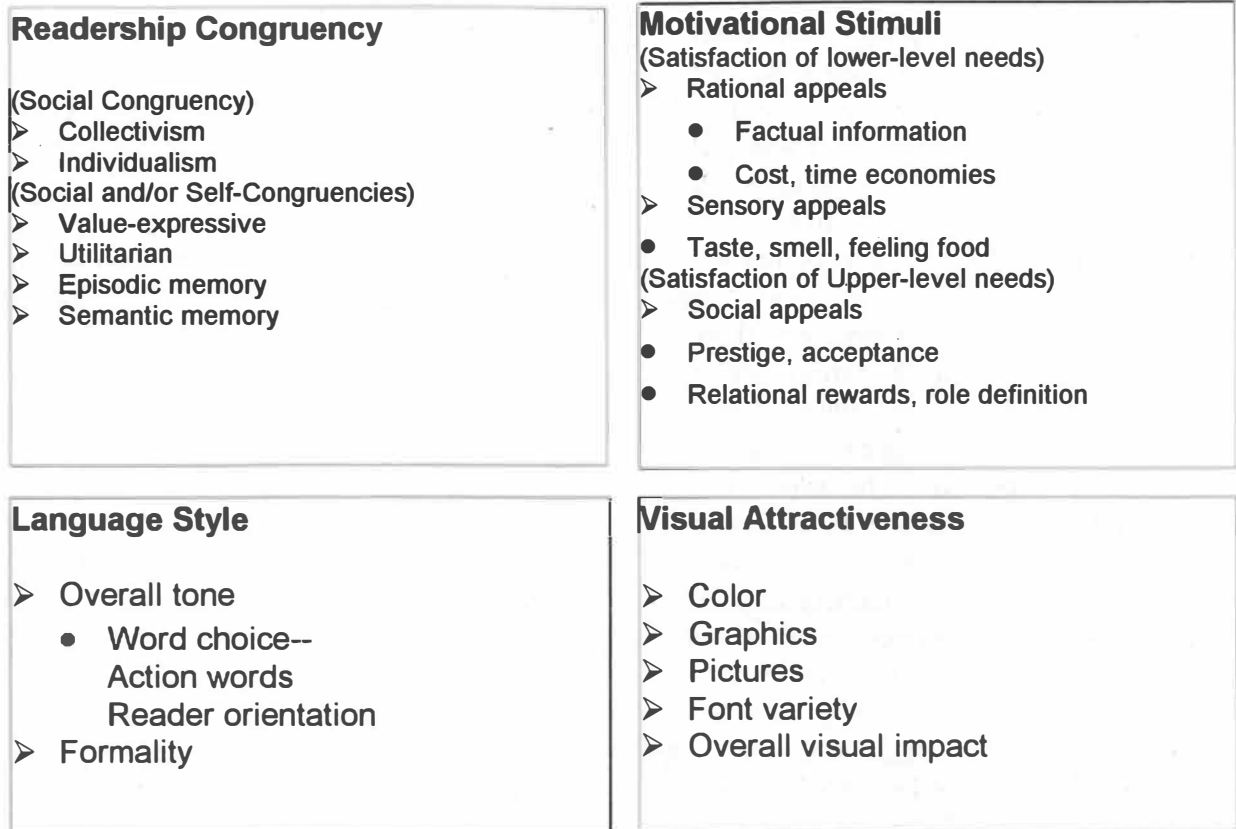 Readership Congruency
(Social Congruency)
➢ Collectivism
➢ Individualism
(Social and/or Self-Congruencies)
➢ Value-expressive
➢ Utilitarian
➢ Episodic memory
➢ Semantic memory
Motivational Stimuli
(Satisfaction of lower-level needs)
➢ Rational appeals
● Factual information
● Cost, time economies
➢ Sensory appeals
● Taste, smell, feeling food
(Satisfaction of Upper-level needs)
➢ Social appeals
● Prestige, acceptance
● Relational rewards, role definition
Language Style
➢ Overall tone
● Word choice--
Action words
Reader orientation
➢ Formality
Visual Attractiveness
➢ Color
➢ Graphics
➢ Pictures
➢ Font variety
➢ Overall visual impact